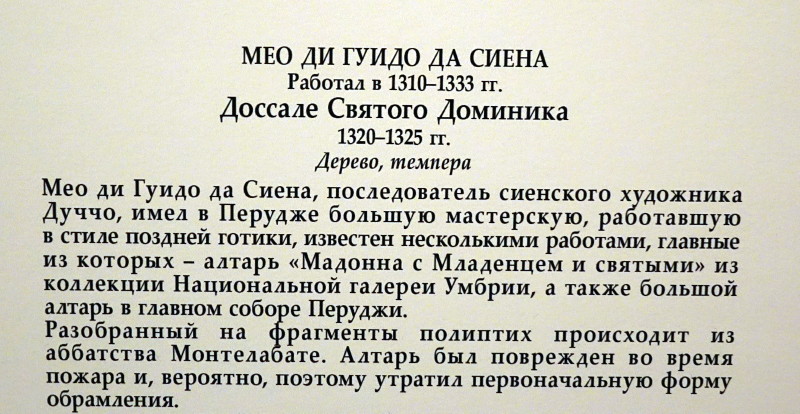 МЕО ДИ ГУИДО ДА СИЕНА
Работал в 1310–1333 гг.
Доссале Святого Доминика
1320–1325 гг.
Дерево, темпера
Мео ди Гуидо да Сиена, последователь сиенского художника
Дуччо, имел в Перудже большую мастерскую, работавшую
в стиле поздней готики, известен несколькими работами, главные
из которых – алтарь «Мадонна с Младенцем и святыми» из
коллекции Национальной галереи Умбрии, а также большой
алтарь в главном соборе Перуджи.
Разобранный на фрагменты полиптих происходит из
аббатства Монтелабате. Алтарь был поврежден во время
пожара и, вероятно, поэтому утратил первоначальную форму
обрамления.